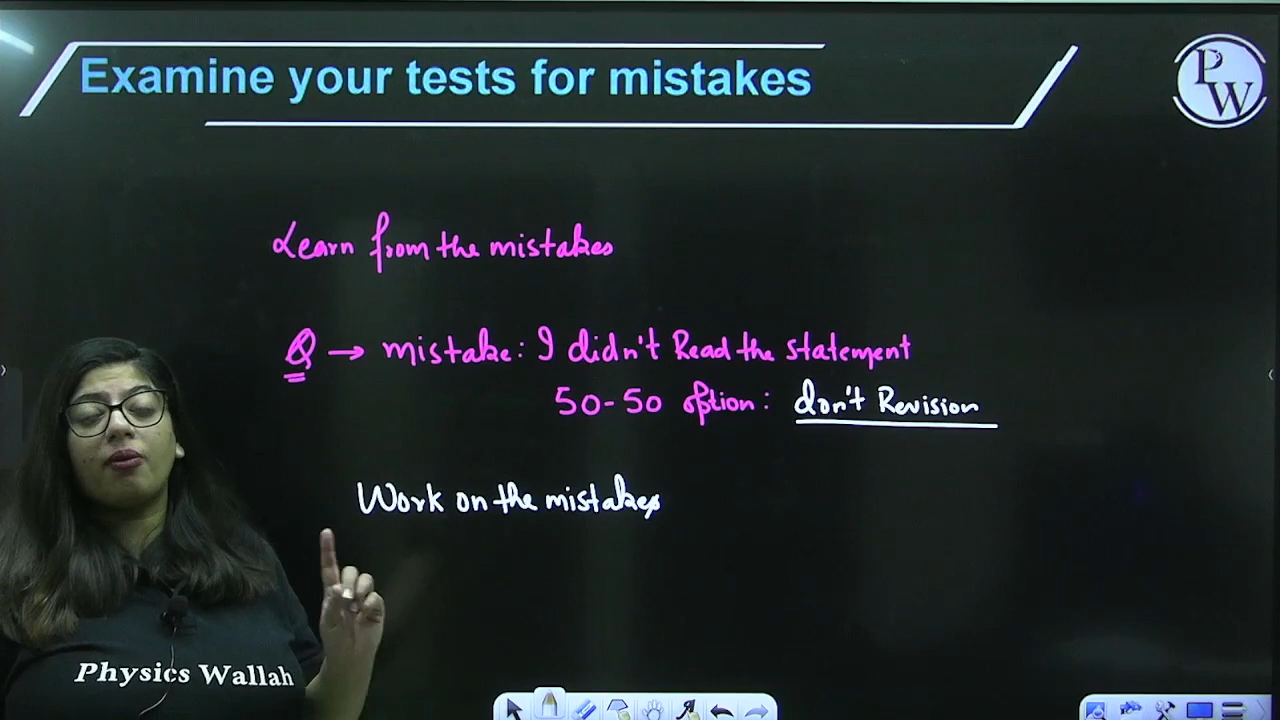 Examine your tests for mistakes
PW
Learn from the mistakes
Q → mistake: I didn't Read the statement
50-50 option: don't Revision
Work on the mistakes
Physics Wallah